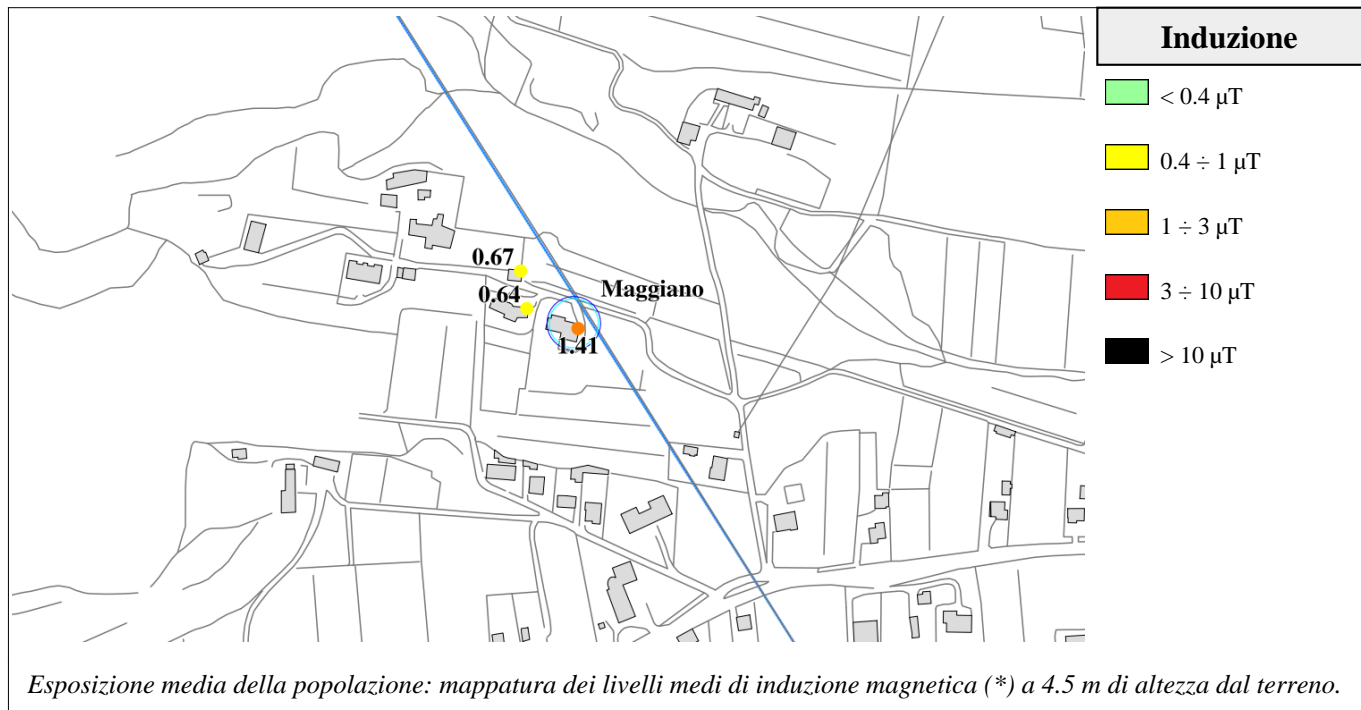 Induzione
< 0.4 µT
0.4 ÷ 1 µT
1 ÷ 3 µT
3 ÷ 10 µT
> 10 µT
0.67
Maggiano
0.64
1.41
Esposizione media della popolazione: mappatura dei livelli medi di induzione magnetica (*) a 4.5 m di altezza dal terreno.